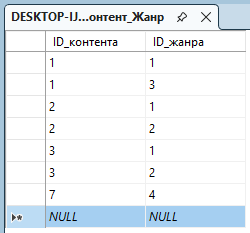 DESKTOP-IJ...онтент_Жанр
ID_контента ID_жанра
1 1
1 3
2 1
2 2
3 1
3 2
7 4
NULL NULL